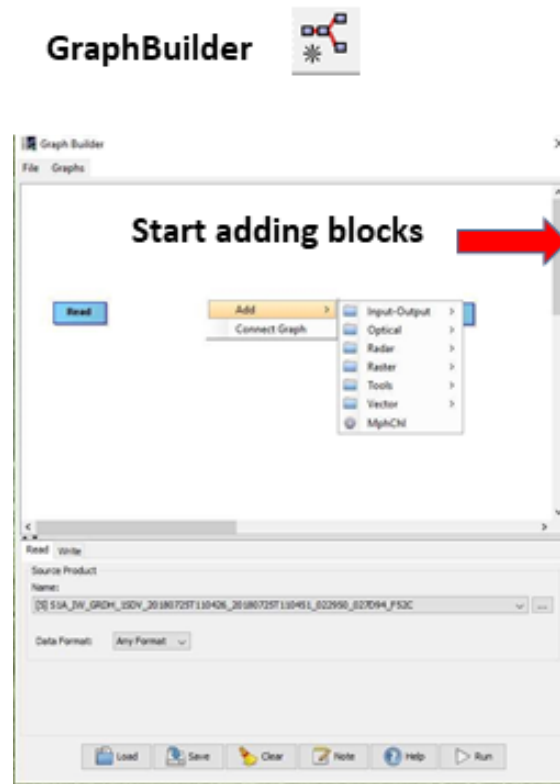 GraphBuilder
Graph Builder
File Graphs
Start adding blocks
Read
Add
Connect Graph
Input-Output
Optical
Radar
Raster
Tools
Vector
MphChl
Read Write
Source Product
Name:
[5] S1A_IW_GRDH_1SDV_20180725T110426_20180725T110451_022950_027D94_F52C
Data Format: Any Format
Load Save Clear Note Help Run